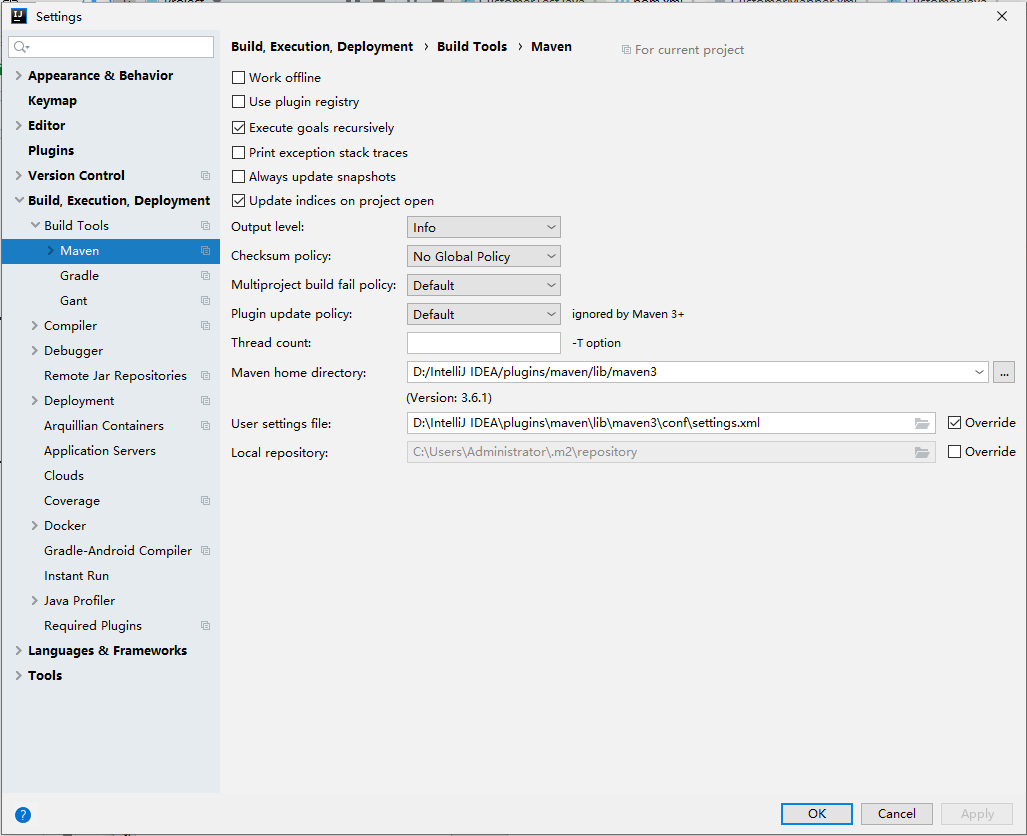 Settings
Build, Execution, Deployment › Build Tools › Maven
For current project
Appearance & Behavior
Keymap
Editor
Plugins
Version Control
Build, Execution, Deployment
Build Tools
Maven
Gradle
Gant
Compiler
Debugger
Remote Jar Repositories
Deployment
Arquillian Containers
Application Servers
Clouds
Coverage
Docker
Gradle-Android Compiler
Instant Run
Java Profiler
Required Plugins
Languages & Frameworks
Tools
Work offline
Use plugin registry
Execute goals recursively
Print exception stack traces
Always update snapshots
Update indices on project open
Output level: Info
Checksum policy: No Global Policy
Multiproject build fail policy: Default
Plugin update policy: Default ignored by Maven 3+
Thread count: -T option
Maven home directory: D:/IntelliJ IDEA/plugins/maven/lib/maven3 ...
(Version: 3.6.1)
User settings file: D:\IntelliJ IDEA\plugins\maven\lib\maven3\conf\settings.xml Override
Local repository: C:\Users\Administrator\.m2\repository Override
? OK Cancel Apply